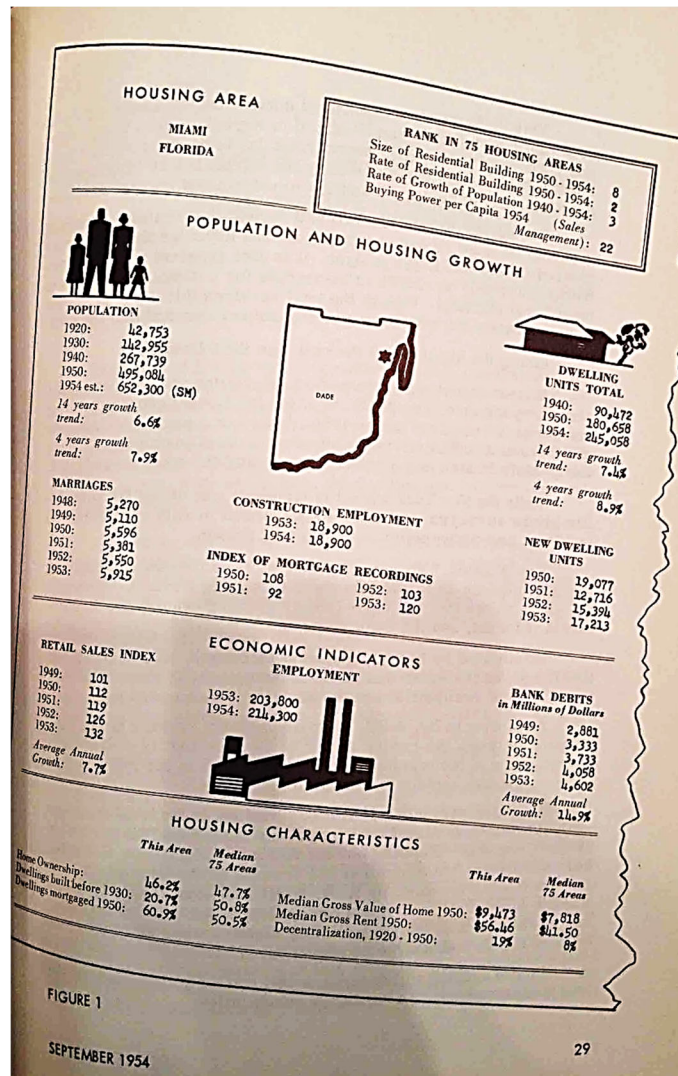 HOUSING AREA
MIAMI
FLORIDA
RANK IN 75 HOUSING AREAS
Size of Residential Building 1950 - 1954: 8
Rate of Residential Building 1950 - 1954: 2
Rate of Growth of Population 1940 - 1954: 3
Buying Power per Capita 1954 (Sales
Management): 22
POPULATION AND HOUSING GROWTH
POPULATION
1920: 42,753
1930: 142,955
1940: 267,739
1950: 495,084
1954 est.: 652,300 (SM)
14 years growth
trend: 6.6%
4 years growth
trend: 7.9%
DADE
DWELLING
UNITS TOTAL
1940: 90,472
1950: 180,658
1954: 245,058
14 years growth
trend: 7.4%
4 years growth
trend: 8.9%
MARRIAGES
1948: 5,270
1949: 5,110
1950: 5,596
1951: 5,381
1952: 5,550
1953: 5,915
CONSTRUCTION EMPLOYMENT
1953: 18,900
1954: 18,900
INDEX OF MORTGAGE RECORDINGS
1950: 108 1952: 103
1951: 92 1953: 120
NEW DWELLING
UNITS
1950: 19,077
1951: 12,716
1952: 15,394
1953: 17,213
ECONOMIC INDICATORS
RETAIL SALES INDEX
1949: 101
1950: 112
1951: 119
1952: 126
1953: 132
Average Annual
Growth: 7.7%
EMPLOYMENT
1953: 203,800
1954: 214,300
BANK DEBITS
in Millions of Dollars
1949: 2,881
1950: 3,333
1951: 3,733
1952: 4,058
1953: 4,602
Average Annual
Growth: 14.9%
HOUSING CHARACTERISTICS
This Area Median
75 Areas
Home Ownership: 46.2% 47.7%
Dwellings built before 1930: 20.7% 50.8%
Dwellings mortgaged 1950: 60.9% 50.5%
This Area Median
75 Areas
Median Gross Value of Home 1950: $9,473 $7,818
Median Gross Rent 1950: $56.46 $41.50
Decentralization, 1920 - 1950: 19% 8%
FIGURE 1
SEPTEMBER 1954 29